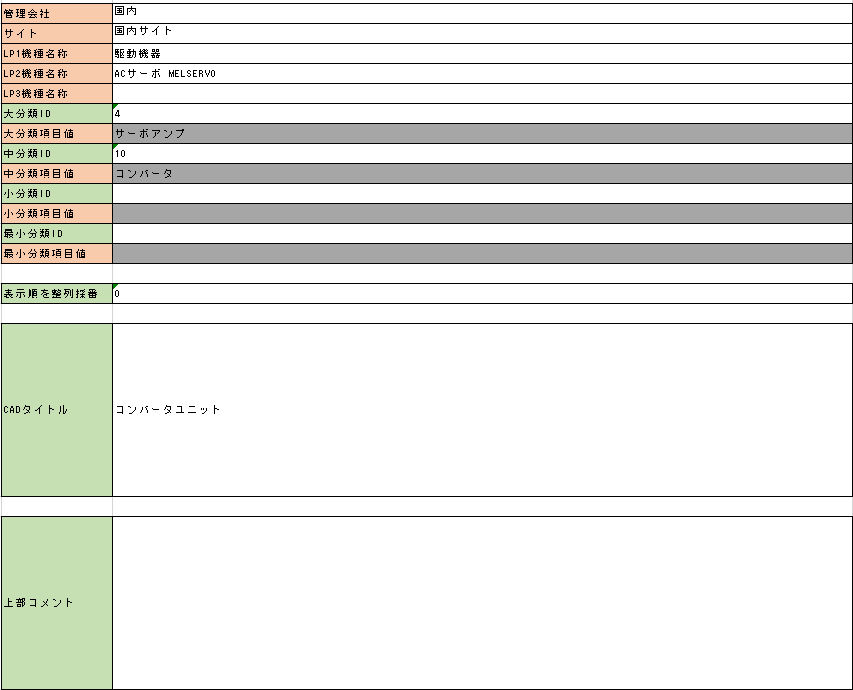 管理会社 国内
サイト 国内サイト
LP1機種名称 駆動機器
LP2機種名称 ACサーボ MELSERVO
LP3機種名称
大分類ID 4
大分類項目値 サーボアンプ
中分類ID 10
中分類項目値 コンバータ
小分類ID
小分類項目値
最小分類ID
最小分類項目値
表示順を整列採番 0
CADタイトル コンバータユニット
上部コメント